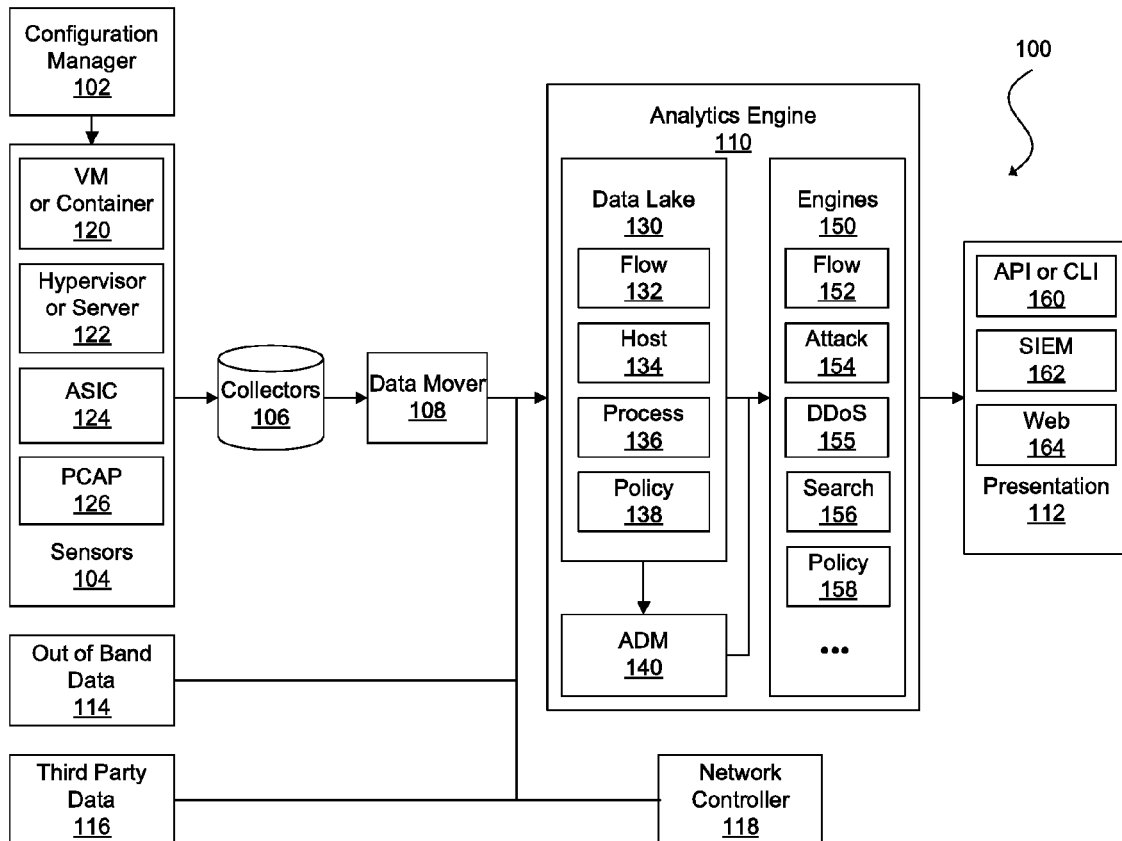 Configuration
Manager
102
100
VM
or Container
120
Hypervisor
or Server
122
ASIC
124
PCAP
126
Sensors
104
Collectors
106
Data Mover
108
Analytics Engine
110
Data Lake
130
Flow
132
Host
134
Process
136
Policy
138
ADM
140
Engines
150
Flow
152
Attack
154
DDoS
155
Search
156
Policy
158
•••
API or CLI
160
SIEM
162
Web
164
Presentation
112
Out of Band
Data
114
Third Party
Data
116
Network
Controller
118